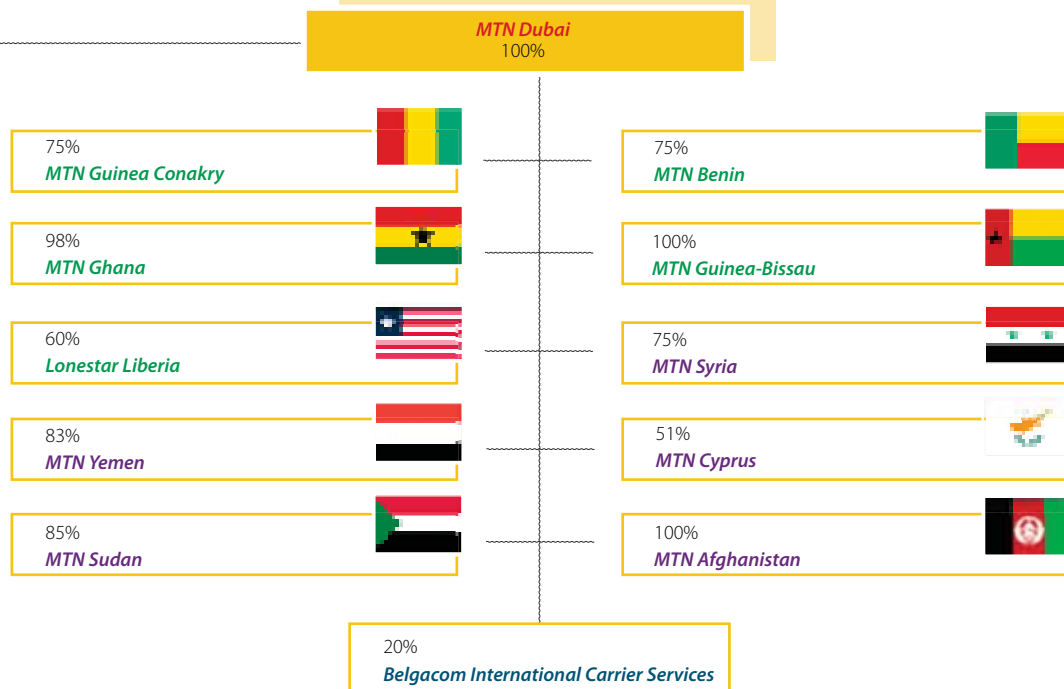 MTN Dubai
100%
75%
MTN Guinea Conakry
75%
MTN Benin
98%
MTN Ghana
100%
MTN Guinea-Bissau
60%
Lonestar Liberia
75%
MTN Syria
83%
MTN Yemen
51%
MTN Cyprus
85%
MTN Sudan
100%
MTN Afghanistan
20%
Belgacom International Carrier Services